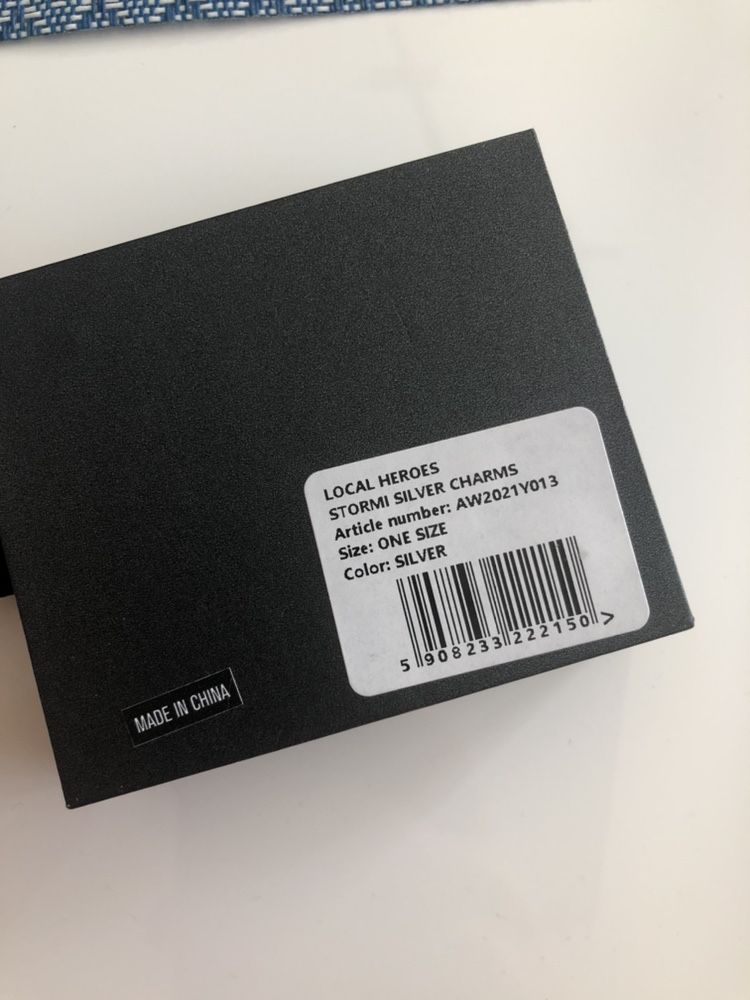 LOCAL HEROES
STORMI SILVER CHARMS
Article number: AW2021Y013
Size: ONE SIZE
Color: SILVER
5 908233 222150 >
MADE IN CHINA